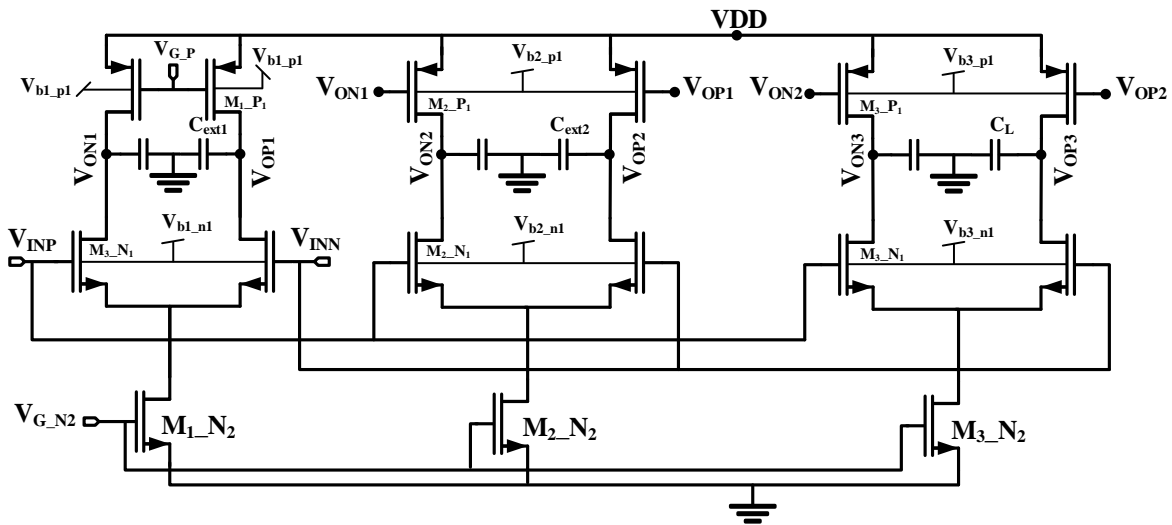 VDD
V_G_P
V_b1_p1
V_b1_p1
V_b2_p1
V_b3_p1
V_ON1
V_OP1
V_ON2
V_OP2
M_1_P_1
M_2_P_1
M_3_P_1
C_ext1
C_ext2
C_L
V_ON1
V_OP1
V_ON2
V_OP2
V_ON3
V_OP3
V_INP
M_3_N_1
V_b1_n1
V_INN
M_2_N_1
V_b2_n1
M_3_N_1
V_b3_n1
V_G_N2
M_1_N_2
M_2_N_2
M_3_N_2